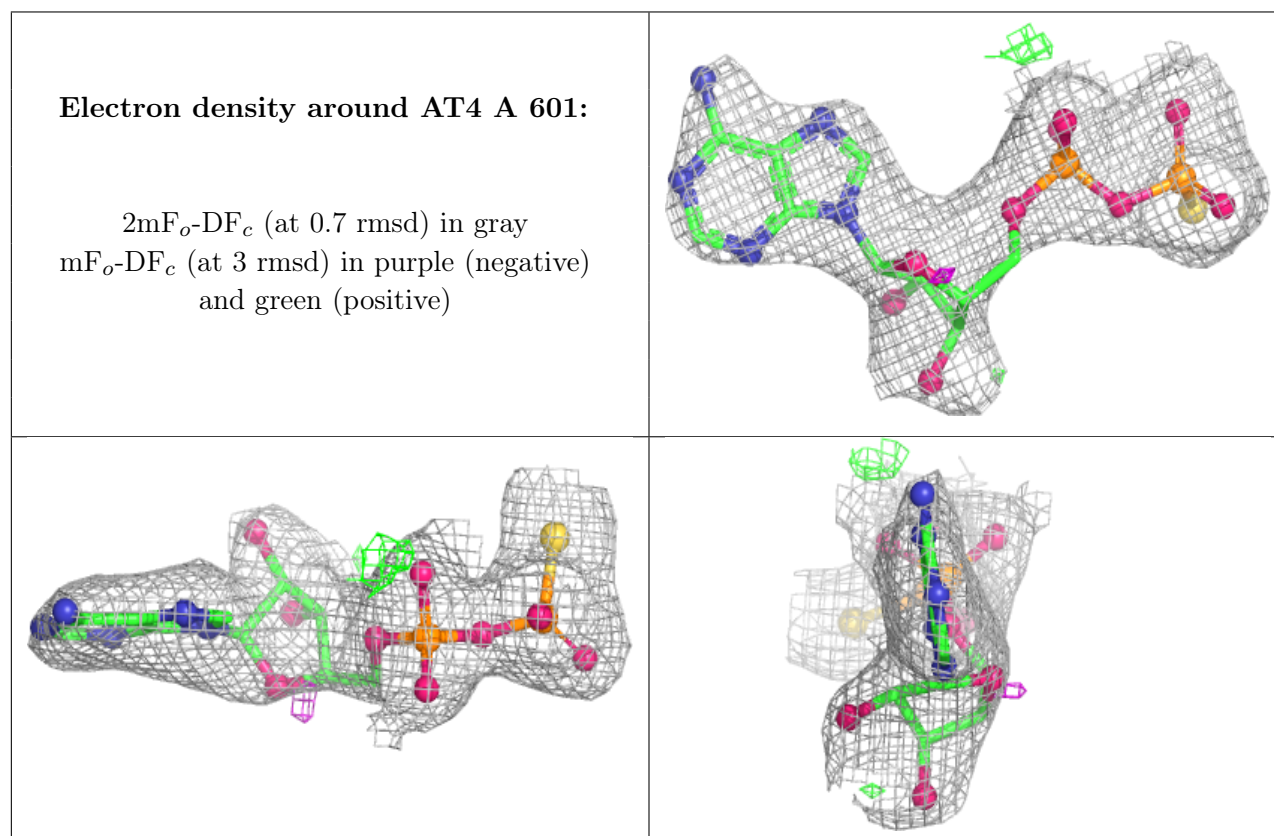 Electron density around AT4 A 601:
2mFo-DFc (at 0.7 rmsd) in gray
mFo-DFc (at 3 rmsd) in purple (negative)
and green (positive)